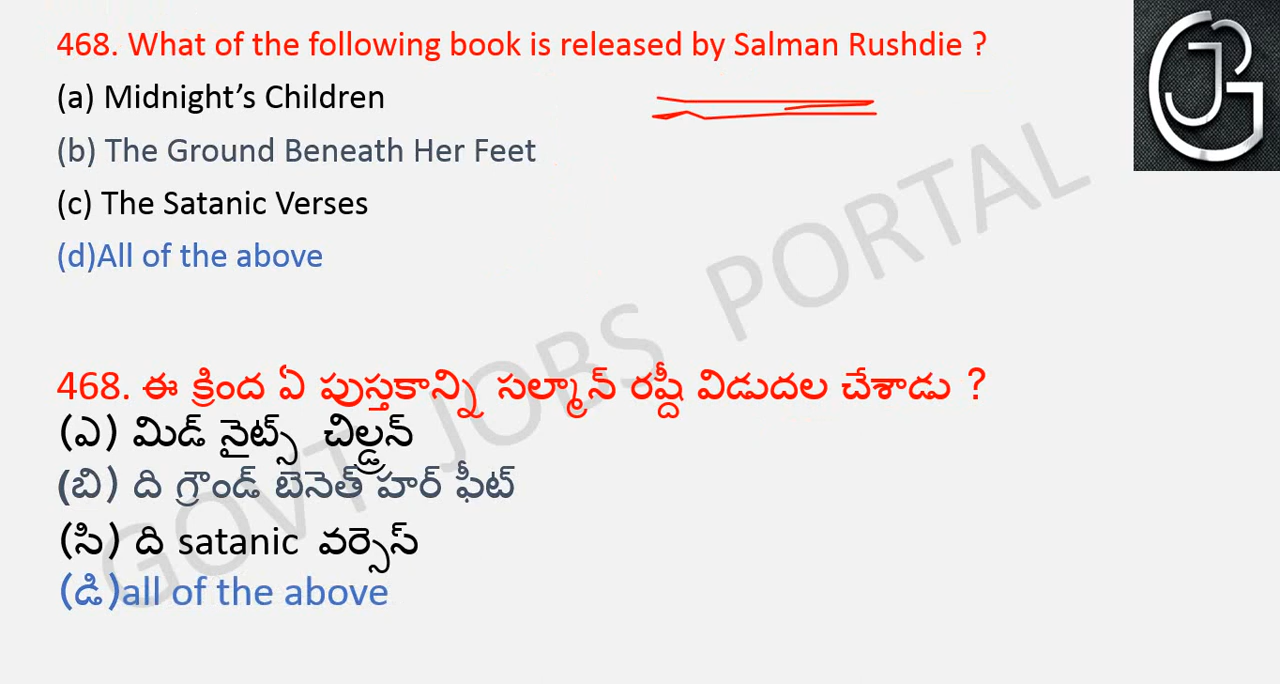 468. What of the following book is released by Salman Rushdie ?
(a) Midnight’s Children
(b) The Ground Beneath Her Feet
(c) The Satanic Verses
(d)All of the above
468. ఈ క్రింద ఏ పుస్తకాన్ని సల్మాన్ రష్దీ విడుదల చేశాడు ?
(ఎ) మిడ్ నైట్స్ చిల్డ్రన్
(బి) ది గ్రౌండ్ బెనెత్ హర్ ఫీట్
(సి) ది satanic వర్సెస్
(డి)all of the above
GOVT JOBS PORTAL
GJ